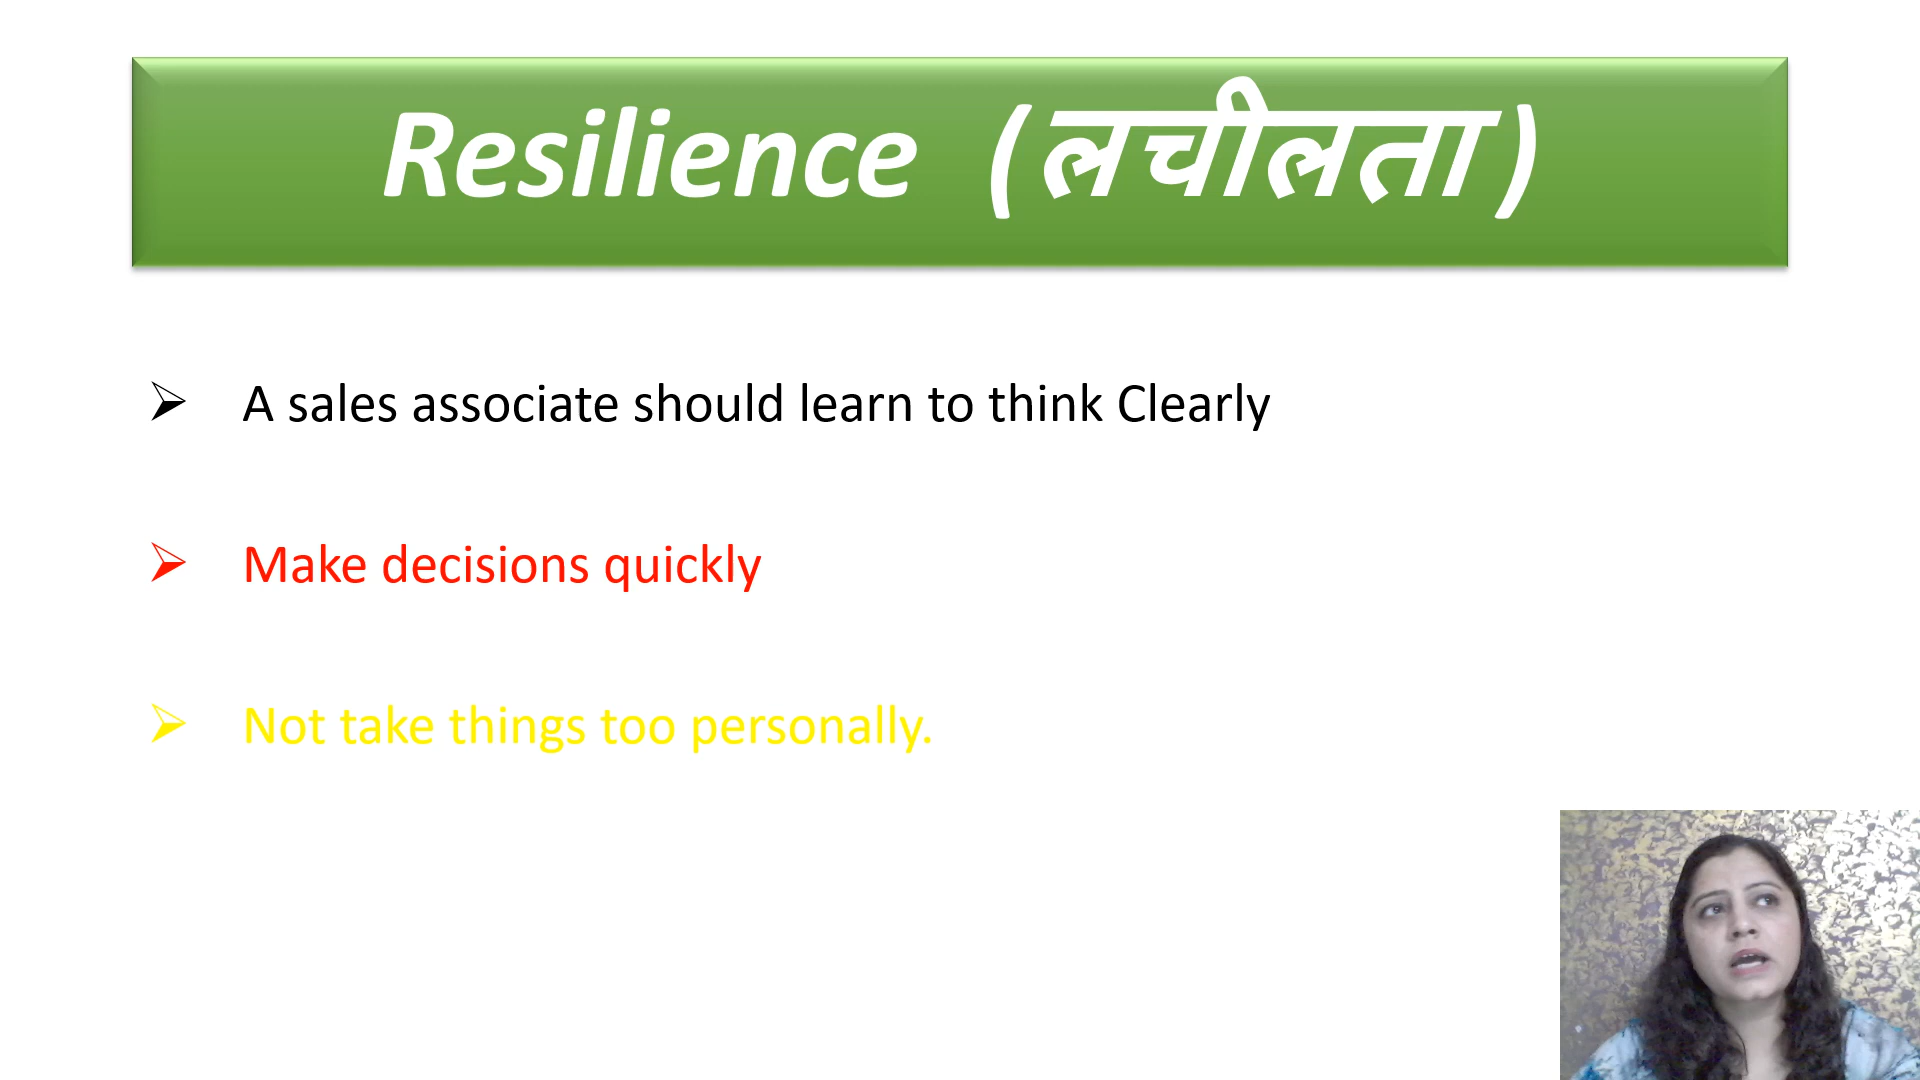 Resilience (लचीलता)
A sales associate should learn to think Clearly
Make decisions quickly
Not take things too personally.